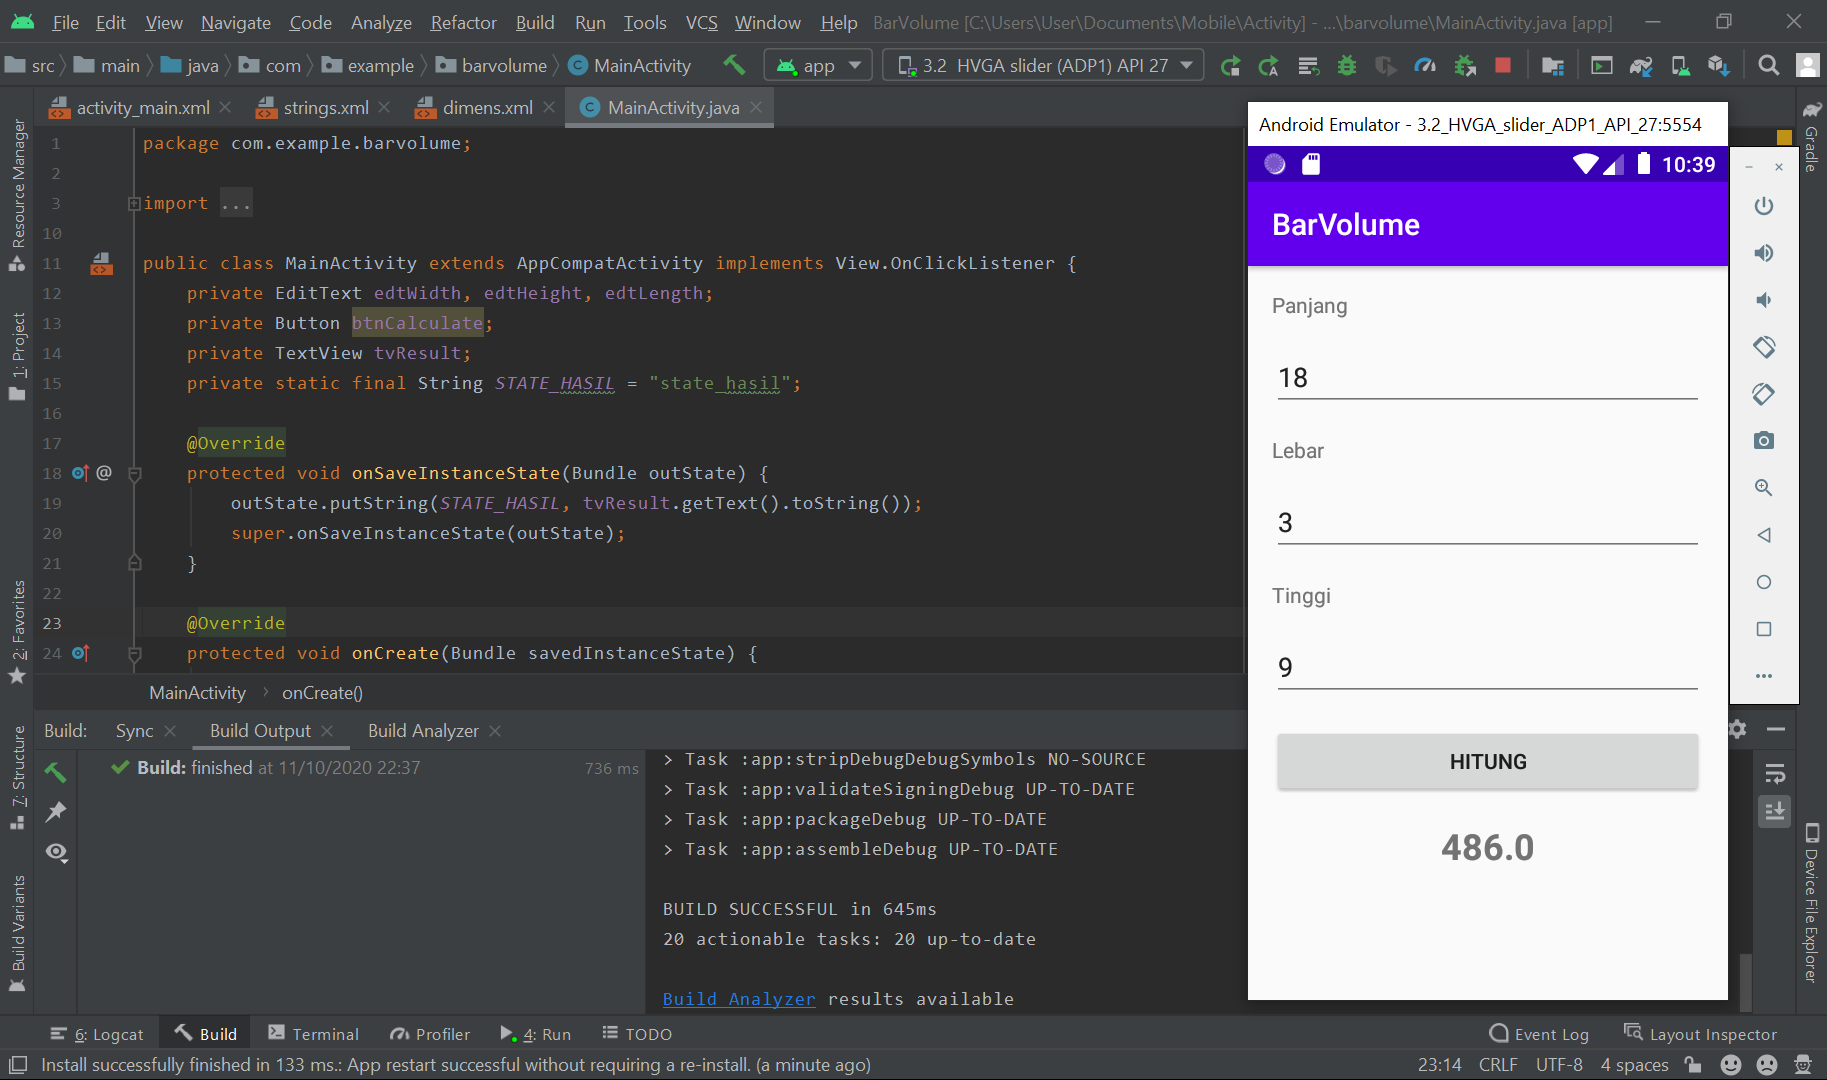 File Edit View Navigate Code Analyze Refactor Build Run Tools VCS Window Help BarVolume [C:\Users\User\Documents\Mobile\Activity] - ...\barvolume\MainActivity.java [app]
src main java com example barvolume MainActivity app 3.2 HVGA slider (ADP1) API 27
activity_main.xml strings.xml dimens.xml MainActivity.java
1 package com.example.barvolume;
2
3 import ...
10
11 public class MainActivity extends AppCompatActivity implements View.OnClickListener {
12 private EditText edtWidth, edtHeight, edtLength;
13 private Button btnCalculate;
14 private TextView tvResult;
15 private static final String STATE_HASIL = "state_hasil";
16
17 @Override
18 @ protected void onSaveInstanceState(Bundle outState) {
19 outState.putString(STATE_HASIL, tvResult.getText().toString());
20 super.onSaveInstanceState(outState);
21 }
22
23 @Override
24 protected void onCreate(Bundle savedInstanceState) {
MainActivity onCreate()
Build: Sync Build Output Build Analyzer
Build: finished at 11/10/2020 22:37 736 ms
> Task :app:stripDebugDebugSymbols NO-SOURCE
> Task :app:validateSigningDebug UP-TO-DATE
> Task :app:packageDebug UP-TO-DATE
> Task :app:assembleDebug UP-TO-DATE
BUILD SUCCESSFUL in 645ms
20 actionable tasks: 20 up-to-date
Build Analyzer results available
Android Emulator - 3.2_HVGA_slider_ADP1_API_27:5554
10:39
BarVolume
Panjang
18
Lebar
3
Tinggi
9
HITUNG
486.0
Resource Manager
1: Project
2: Favorites
7: Structure
Build Variants
Gradle
Device File Explorer
6: Logcat Build Terminal Profiler 4: Run TODO Event Log Layout Inspector
Install successfully finished in 133 ms.: App restart successful without requiring a re-install. (a minute ago) 23:14 CRLF UTF-8 4 spaces